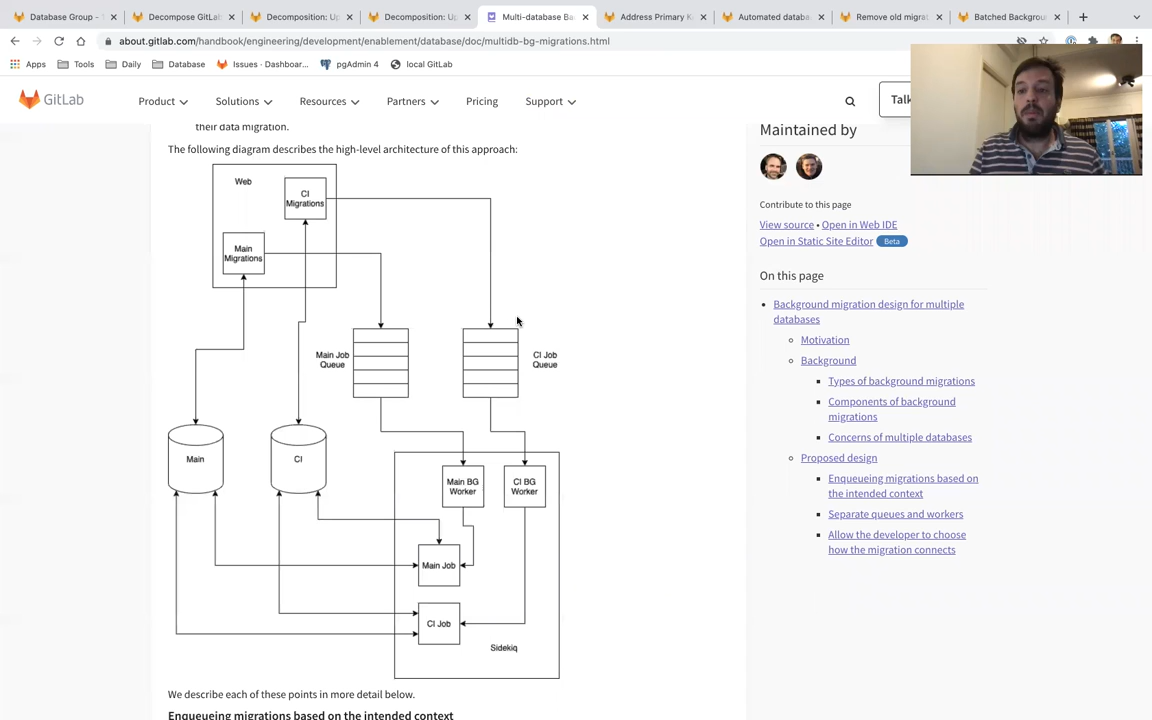 Database Group - 
Decompose GitLa
Decomposition: U
Decomposition: U
Multi-database Ba
Address Primary K
Automated databa
Remove old migra
Batched Backgrou
about.gitlab.com/handbook/engineering/development/enablement/database/doc/multidb-bg-migrations.html
Apps
Tools
Daily
Database
Issues · Dashboar...
pgAdmin 4
local GitLab
GitLab
Product
Solutions
Resources
Partners
Pricing
Support
Talk
their data migration.
The following diagram describes the high-level architecture of this approach:
Web
CI
Migrations
Main
Migrations
Main Job
Queue
CI Job
Queue
Main
CI
Main BG
Worker
CI BG
Worker
Main Job
CI Job
Sidekiq
We describe each of these points in more detail below.
Enqueueing migrations based on the intended context
Maintained by
Contribute to this page
View source • Open in Web IDE
Open in Static Site Editor Beta
On this page
Background migration design for multiple
databases
Motivation
Background
Types of background migrations
Components of background
migrations
Concerns of multiple databases
Proposed design
Enqueueing migrations based on
the intended context
Separate queues and workers
Allow the developer to choose
how the migration connects